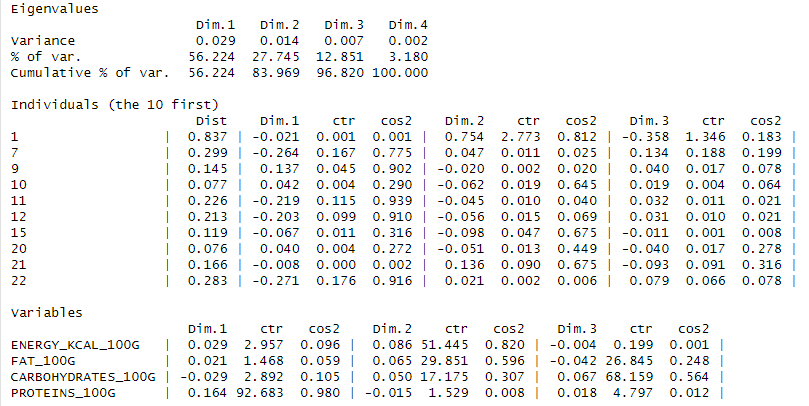 Eigenvalues
                       Dim.1   Dim.2   Dim.3   Dim.4
Variance               0.029   0.014   0.007   0.002
% of var.             56.224  27.745  12.851   3.180
Cumulative % of var.  56.224  83.969  96.820 100.000

Individuals (the 10 first)
                      Dist    Dim.1    ctr   cos2    Dim.2    ctr   cos2    Dim.3    ctr   cos2
1                  |  0.837 | -0.021  0.001  0.001 |  0.754  2.773  0.812 | -0.358  1.346  0.183 |
7                  |  0.299 | -0.264  0.167  0.775 |  0.047  0.011  0.025 |  0.134  0.188  0.199 |
9                  |  0.145 |  0.137  0.045  0.902 | -0.020  0.002  0.020 |  0.040  0.017  0.078 |
10                 |  0.077 |  0.042  0.004  0.290 | -0.062  0.019  0.645 |  0.019  0.004  0.064 |
11                 |  0.226 | -0.219  0.115  0.939 | -0.045  0.010  0.040 |  0.032  0.011  0.021 |
12                 |  0.213 | -0.203  0.099  0.910 | -0.056  0.015  0.069 |  0.031  0.010  0.021 |
15                 |  0.119 | -0.067  0.011  0.316 | -0.098  0.047  0.675 | -0.011  0.001  0.008 |
20                 |  0.076 |  0.040  0.004  0.272 | -0.051  0.013  0.449 | -0.040  0.017  0.278 |
21                 |  0.166 | -0.008  0.000  0.002 |  0.136  0.090  0.675 | -0.093  0.091  0.316 |
22                 |  0.283 | -0.271  0.176  0.916 |  0.021  0.002  0.006 |  0.079  0.066  0.078 |

Variables
                     Dim.1    ctr   cos2    Dim.2    ctr   cos2    Dim.3    ctr   cos2
ENERGY_KCAL_100G   |  0.029  2.957  0.096 |  0.086 51.445  0.820 | -0.004  0.199  0.001 |
FAT_100G           |  0.021  1.468  0.059 |  0.065 29.851  0.596 | -0.042 26.845  0.248 |
CARBOHYDRATES_100G | -0.029  2.892  0.105 |  0.050 17.175  0.307 |  0.067 68.159  0.564 |
PROTEINS_100G      |  0.164 92.683  0.980 | -0.015  1.529  0.008 |  0.018  4.797  0.012 |